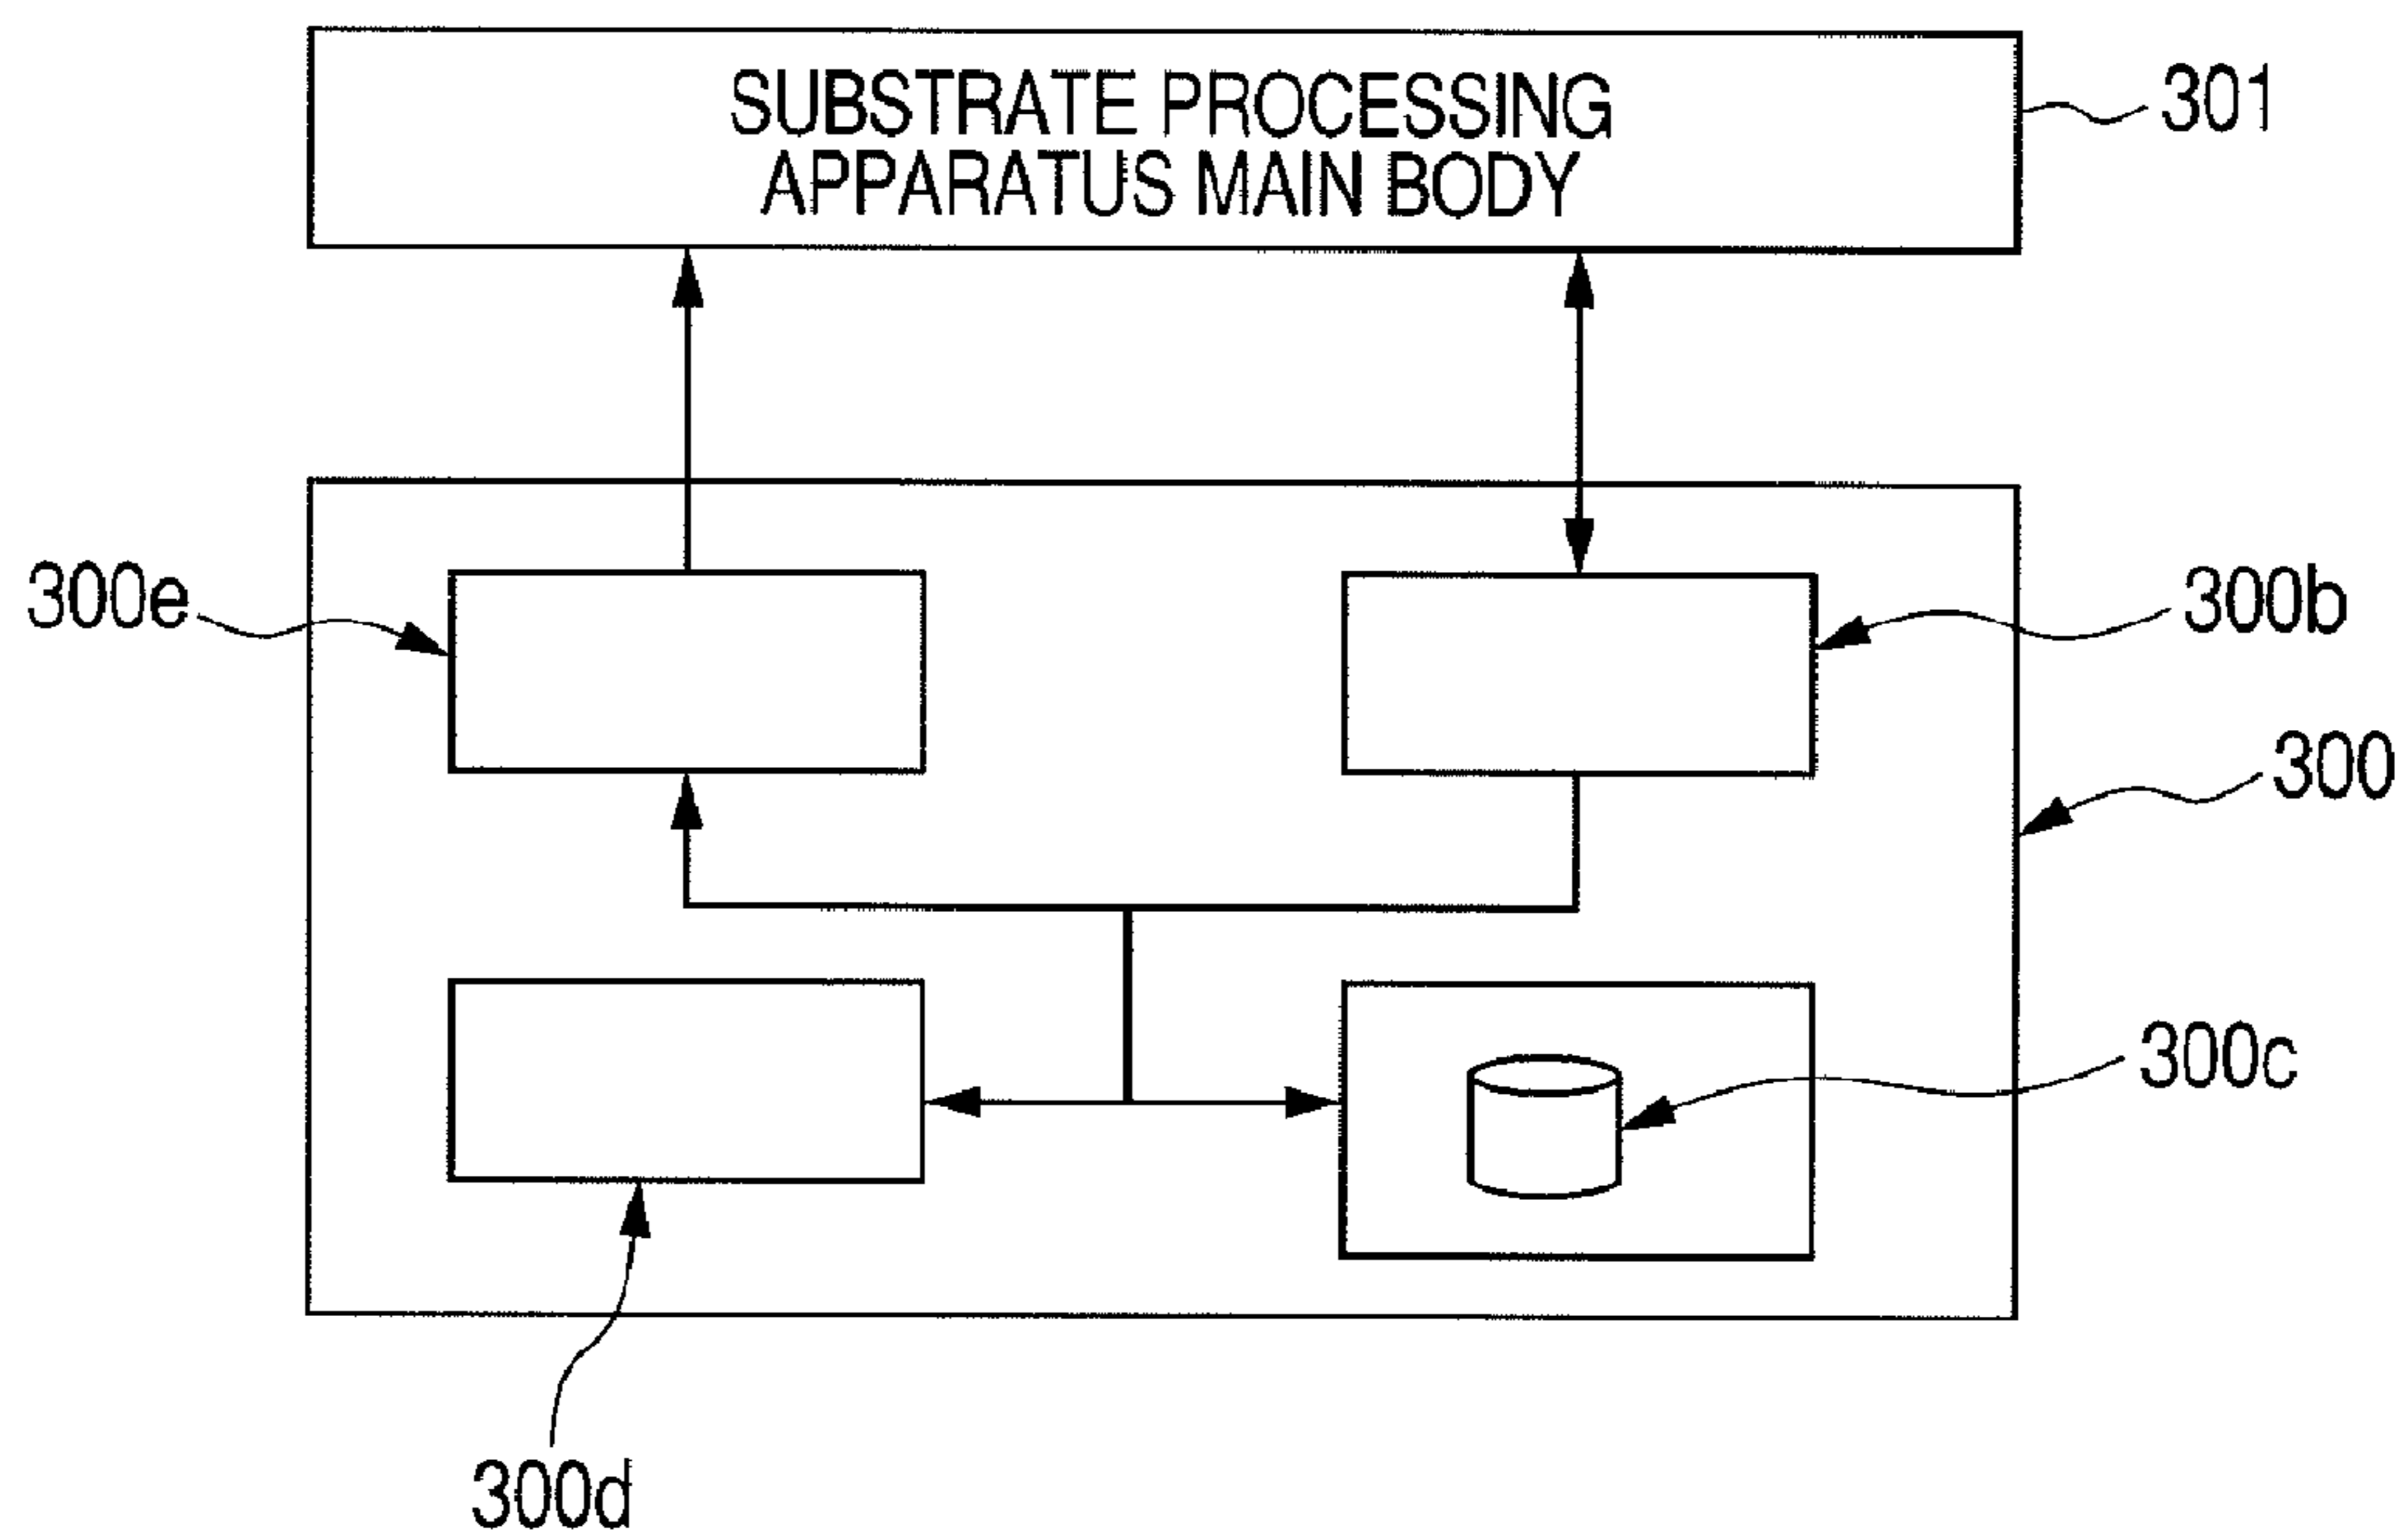 SUBSTRATE PROCESSING
APPARATUS MAIN BODY
301
300e
300b
300
300c
300d